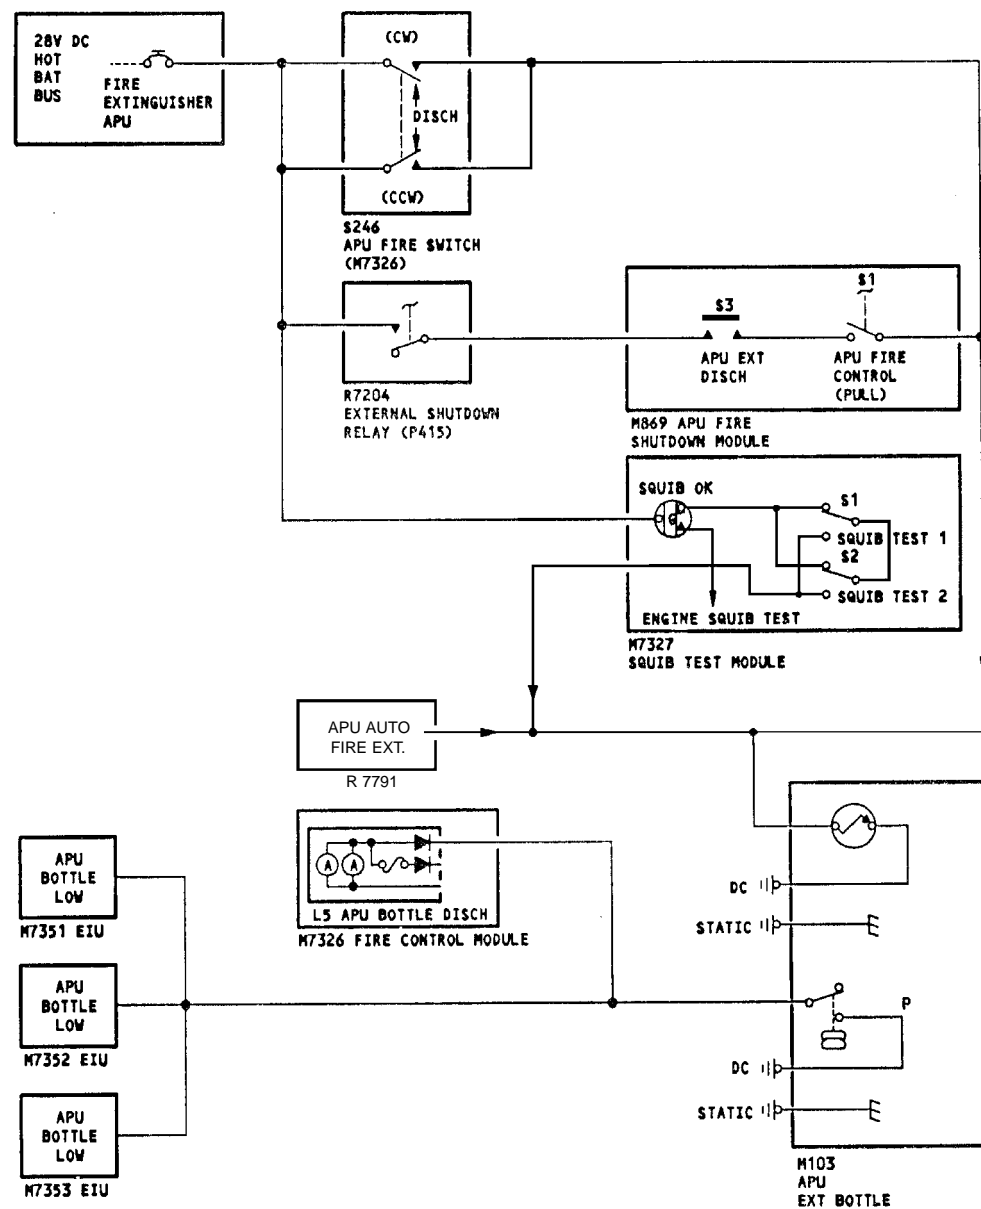 28V DC
HOT
BAT
BUS
FIRE
EXTINGUISHER
APU
(CW)
DISCH
(CCW)
S246
APU FIRE SWITCH
(M7326)
R7204
EXTERNAL SHUTDOWN
RELAY (P415)
S3
S1
APU EXT
DISCH
APU FIRE
CONTROL
(PULL)
M869 APU FIRE
SHUTDOWN MODULE
SQUIB OK
S1
SQUIB TEST 1
S2
SQUIB TEST 2
ENGINE SQUIB TEST
M7327
SQUIB TEST MODULE
APU AUTO
FIRE EXT.
R 7791
A A
L5 APU BOTTLE DISCH
M7326 FIRE CONTROL MODULE
APU
BOTTLE
LOW
M7351 EIU
APU
BOTTLE
LOW
M7352 EIU
APU
BOTTLE
LOW
M7353 EIU
DC
STATIC
P
DC
STATIC
M103
APU
EXT BOTTLE